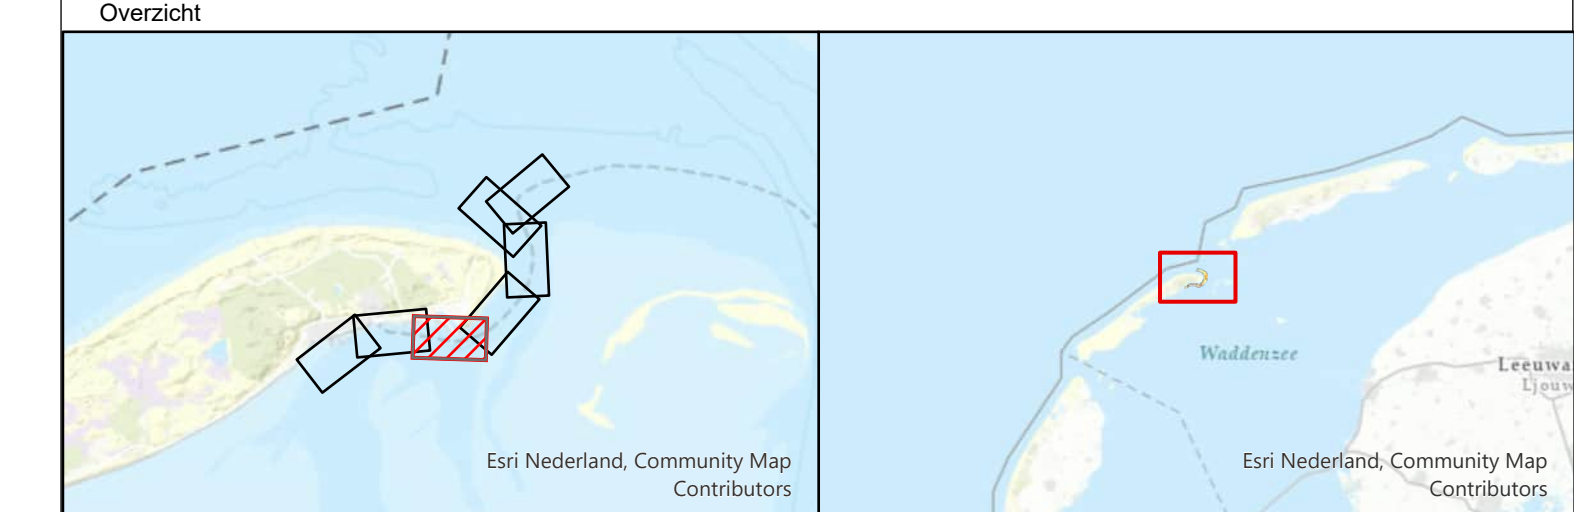 Overzicht
Esri Nederland, Community Map
Contributors
Waddenzee
Esri Nederland, Community Map
Contributors